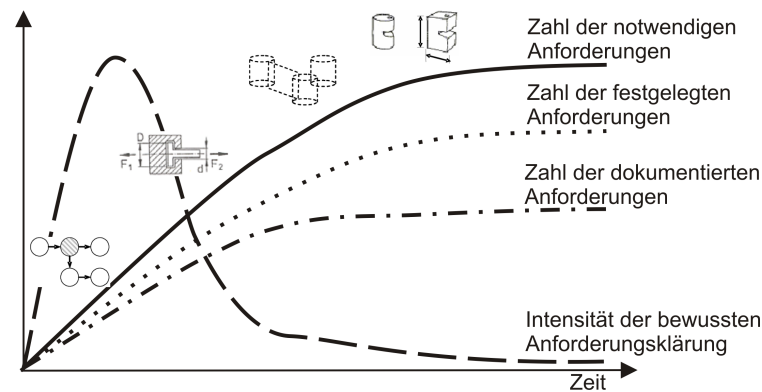 Zahl der notwendigen
Anforderungen
Zahl der festgelegten
Anforderungen
Zahl der dokumentierten
Anforderungen
D
F1
d
F2
Intensität der bewussten
Anforderungsklärung
Zeit